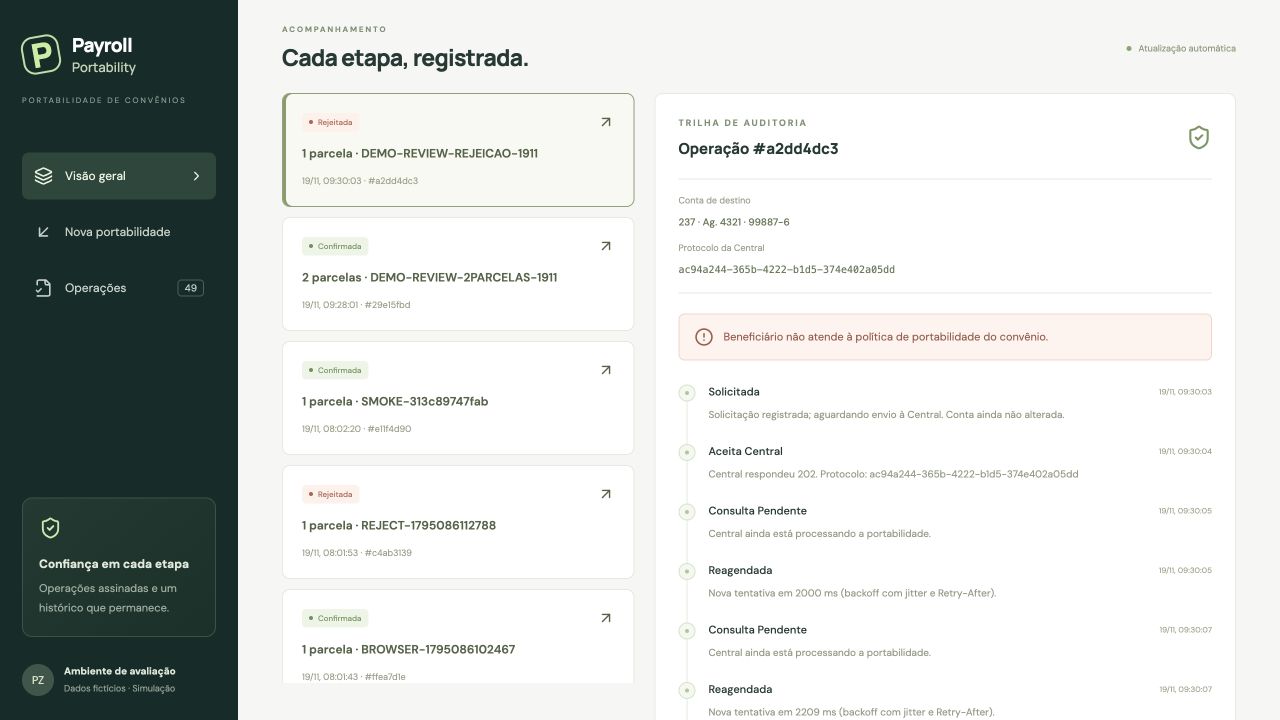 Payroll
Portability
PORTABILIDADE DE CONVÊNIOS
Visão geral
Nova portabilidade
Operações
49
Confiança em cada etapa
Operações assinadas e um
histórico que permanece.
PZ
Ambiente de avaliação
Dados fictícios · Simulação
ACOMPANHAMENTO
Cada etapa, registrada.
Atualização automática
Rejeitada
1 parcela · DEMO-REVIEW-REJEICAO-1911
19/11, 09:30:03 · #a2dd4dc3
Confirmada
2 parcelas · DEMO-REVIEW-2PARCELAS-1911
19/11, 09:28:01 · #29e15fbd
Confirmada
1 parcela · SMOKE-313c89747fab
19/11, 08:02:20 · #e11f4d90
Rejeitada
1 parcela · REJECT-1795086112788
19/11, 08:01:53 · #c4ab3139
Confirmada
1 parcela · BROWSER-1795086102467
19/11, 08:01:43 · #ffea7d1e
TRILHA DE AUDITORIA
Operação #a2dd4dc3
Conta de destino
237 · Ag. 4321 · 99887-6
Protocolo da Central
ac94a244-365b-4222-b1d5-374e402a05dd
Beneficiário não atende à política de portabilidade do convênio.
Solicitada
19/11, 09:30:03
Solicitação registrada; aguardando envio à Central. Conta ainda não alterada.
Aceita Central
19/11, 09:30:04
Central respondeu 202. Protocolo: ac94a244-365b-4222-b1d5-374e402a05dd
Consulta Pendente
19/11, 09:30:05
Central ainda está processando a portabilidade.
Reagendada
19/11, 09:30:05
Nova tentativa em 2000 ms (backoff com jitter e Retry-After).
Consulta Pendente
19/11, 09:30:07
Central ainda está processando a portabilidade.
Reagendada
19/11, 09:30:07
Nova tentativa em 2209 ms (backoff com jitter e Retry-After).